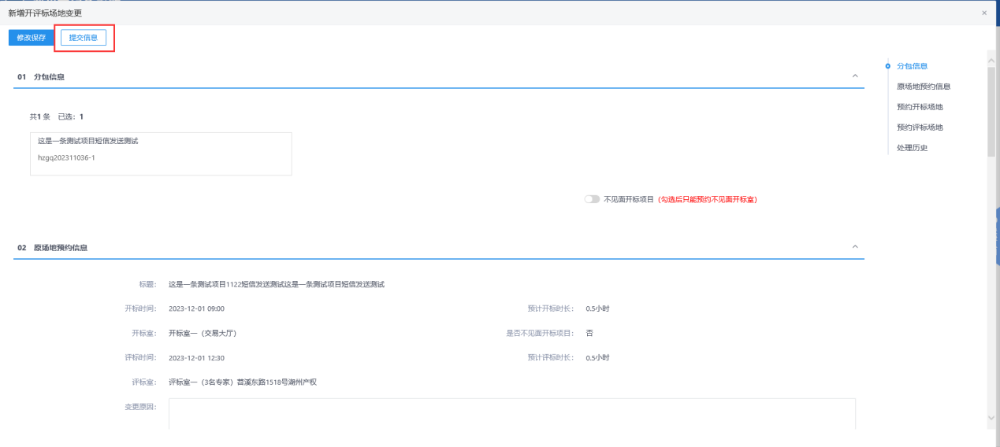 新增开评标场地变更
×
修改保存 提交信息
01 分包信息
共1 条 已选：1
这是一条测试项目短信发送测试
hzgq202311036-1
不见面开标项目 (勾选后只能预约不见面开标室)
02 原场地预约信息
标题： 这是一条测试项目1122短信发送测试这是一条测试项目短信发送测试
开标时间： 2023-12-01 09:00 预计开标时长： 0.5小时
开标室： 开标室一（交易大厅） 是否不见面开标项目： 否
评标时间： 2023-12-01 12:30 预计评标时长： 0.5小时
评标室： 评标室一（3名专家）苕溪东路1518号湖州产权
变更原因：
分包信息
原场地预约信息
预约开标场地
预约评标场地
处理历史